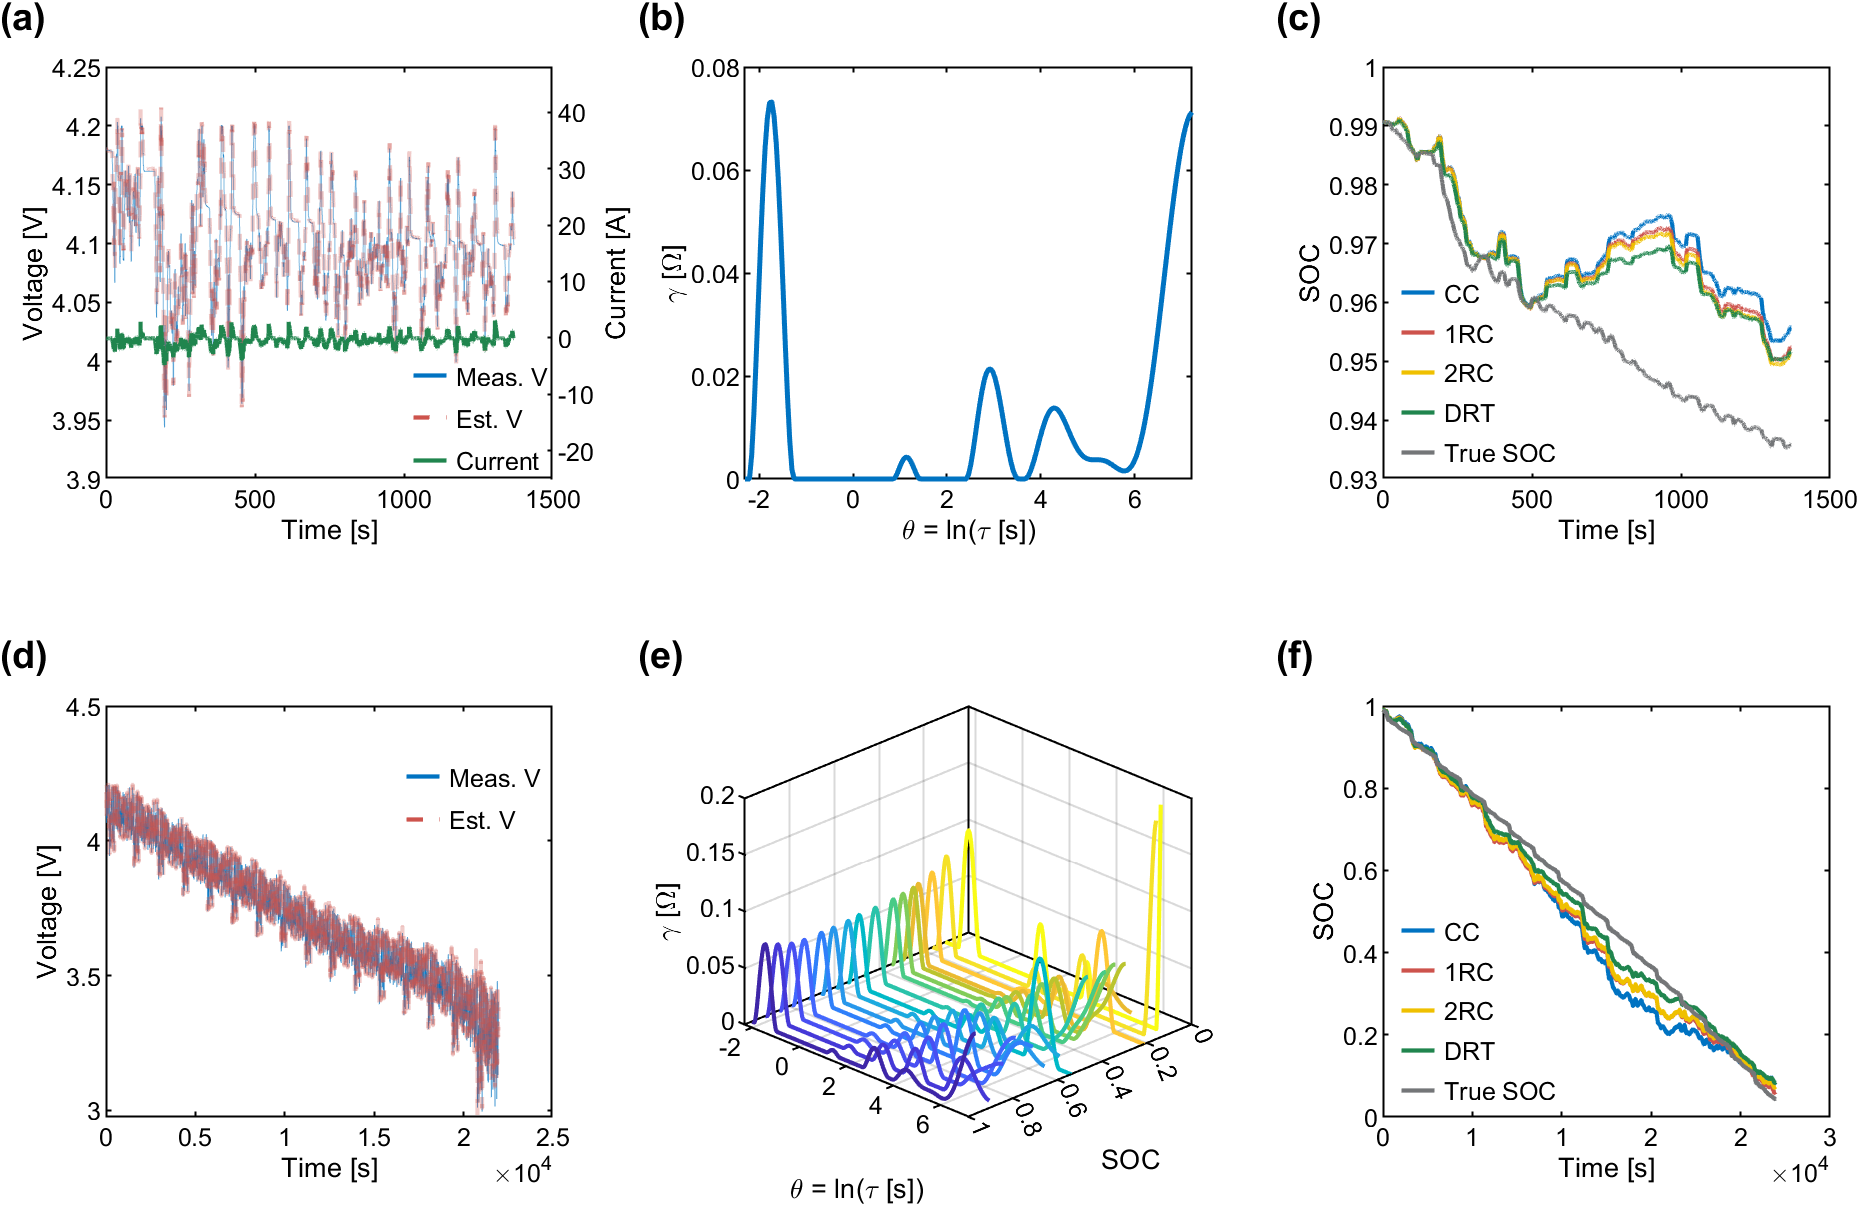 (a)
4.25
4.2
4.15
4.1
4.05
4
3.95
3.9
Voltage [V]
40
30
20
10
0
-10
-20
Current [A]
Meas. V
Est. V
Current
0
500
1000
1500
Time [s]
(b)
0.08
0.06
0.04
0.02
0
γ [Ω]
-2
0
2
4
6
θ = ln(τ [s])
(c)
1
0.99
0.98
0.97
0.96
0.95
0.94
0.93
SOC
CC
1RC
2RC
DRT
True SOC
0
500
1000
1500
Time [s]
(d)
4.5
4
3.5
3
Voltage [V]
Meas. V
Est. V
0
0.5
1
1.5
2
2.5
Time [s]
×10⁴
(e)
0.2
0.15
0.1
0.05
0
γ [Ω]
-2
0
2
4
6
1
0.8
0.6
0.4
0.2
0
SOC
θ = ln(τ [s])
(f)
1
0.8
0.6
0.4
0.2
0
SOC
CC
1RC
2RC
DRT
True SOC
0
1
1
2
2
3
Time [s]
×10⁴